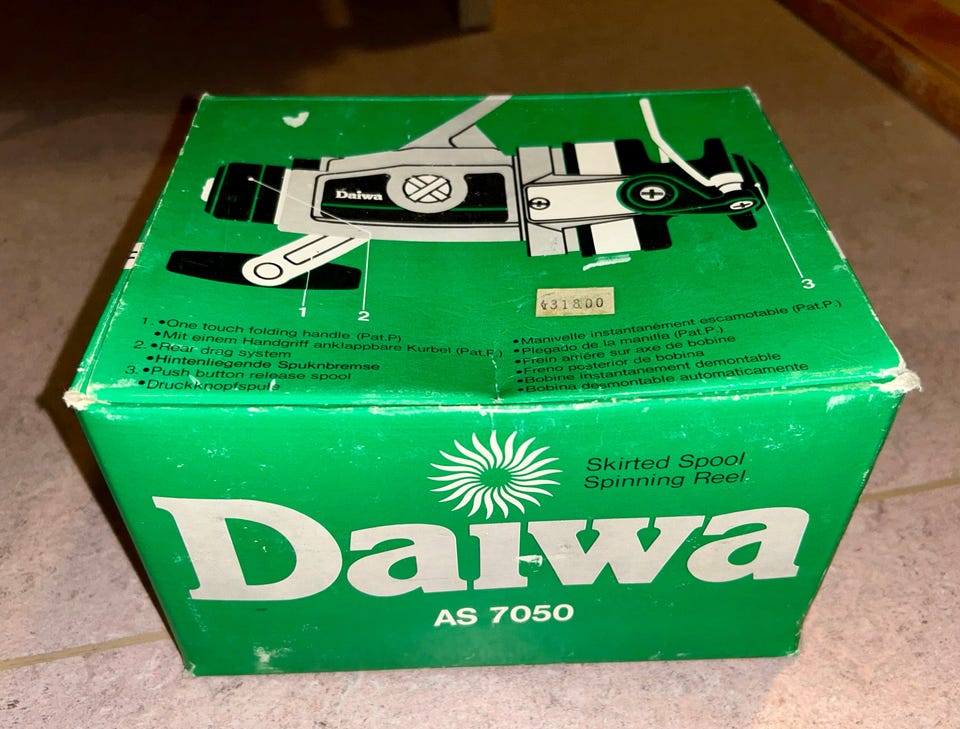 Daiwa
1
2
3
431800
1. •One touch folding handle (Pat.P)
•Mit einem Handgriff anklappbare Kurbel (Pat.P.)
2. •Rear drag system
•Hintenliegende Spuknbremse
3. •Push button release spool
•Druckknopfspule
•Manivelle instantanément escamotable (Pat.P.)
•Plegado de la manilla (Pat.P.)
•Frein arrière sur axe de bobine
•Freno posterior de bobina
•Bobine instantanement demontable
•Bobina desmontable automaticamente
Skirted Spool
Spinning Reel
Daiwa
AS 7050